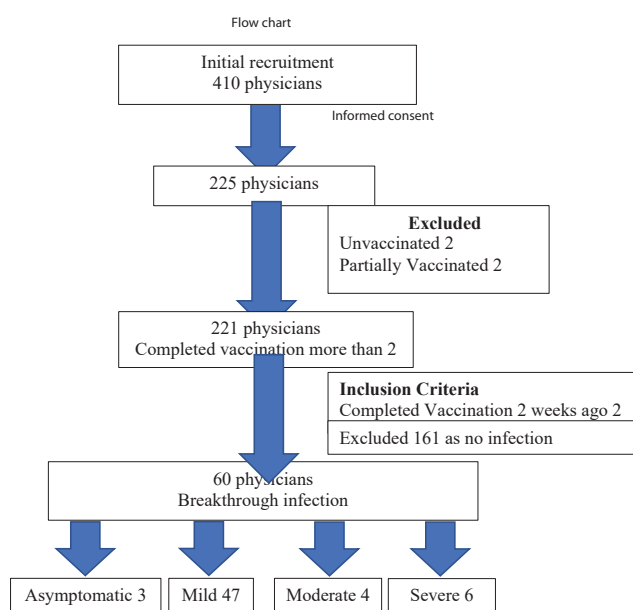 Flow chart
Initial recruitment
410 physicians
Informed consent
225 physicians
Excluded
Unvaccinated 2
Partially Vaccinated 2
221 physicians
Completed vaccination more than 2
Inclusion Criteria
Completed Vaccination 2 weeks ago 2
Excluded 161 as no infection
60 physicians
Breakthrough infection
Asymptomatic 3
Mild 47
Moderate 4
Severe 6